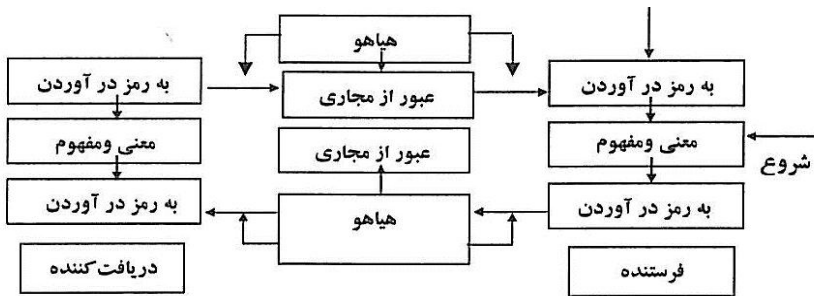 هیاهو
به رمز در آوردن
عبور از مجاری
به رمز در آوردن
معنی ومفهوم
عبور از مجاری
معنی ومفهوم
شروع
به رمز در آوردن
هیاهو
به رمز در آوردن
فرستنده
دریافت‌کننده